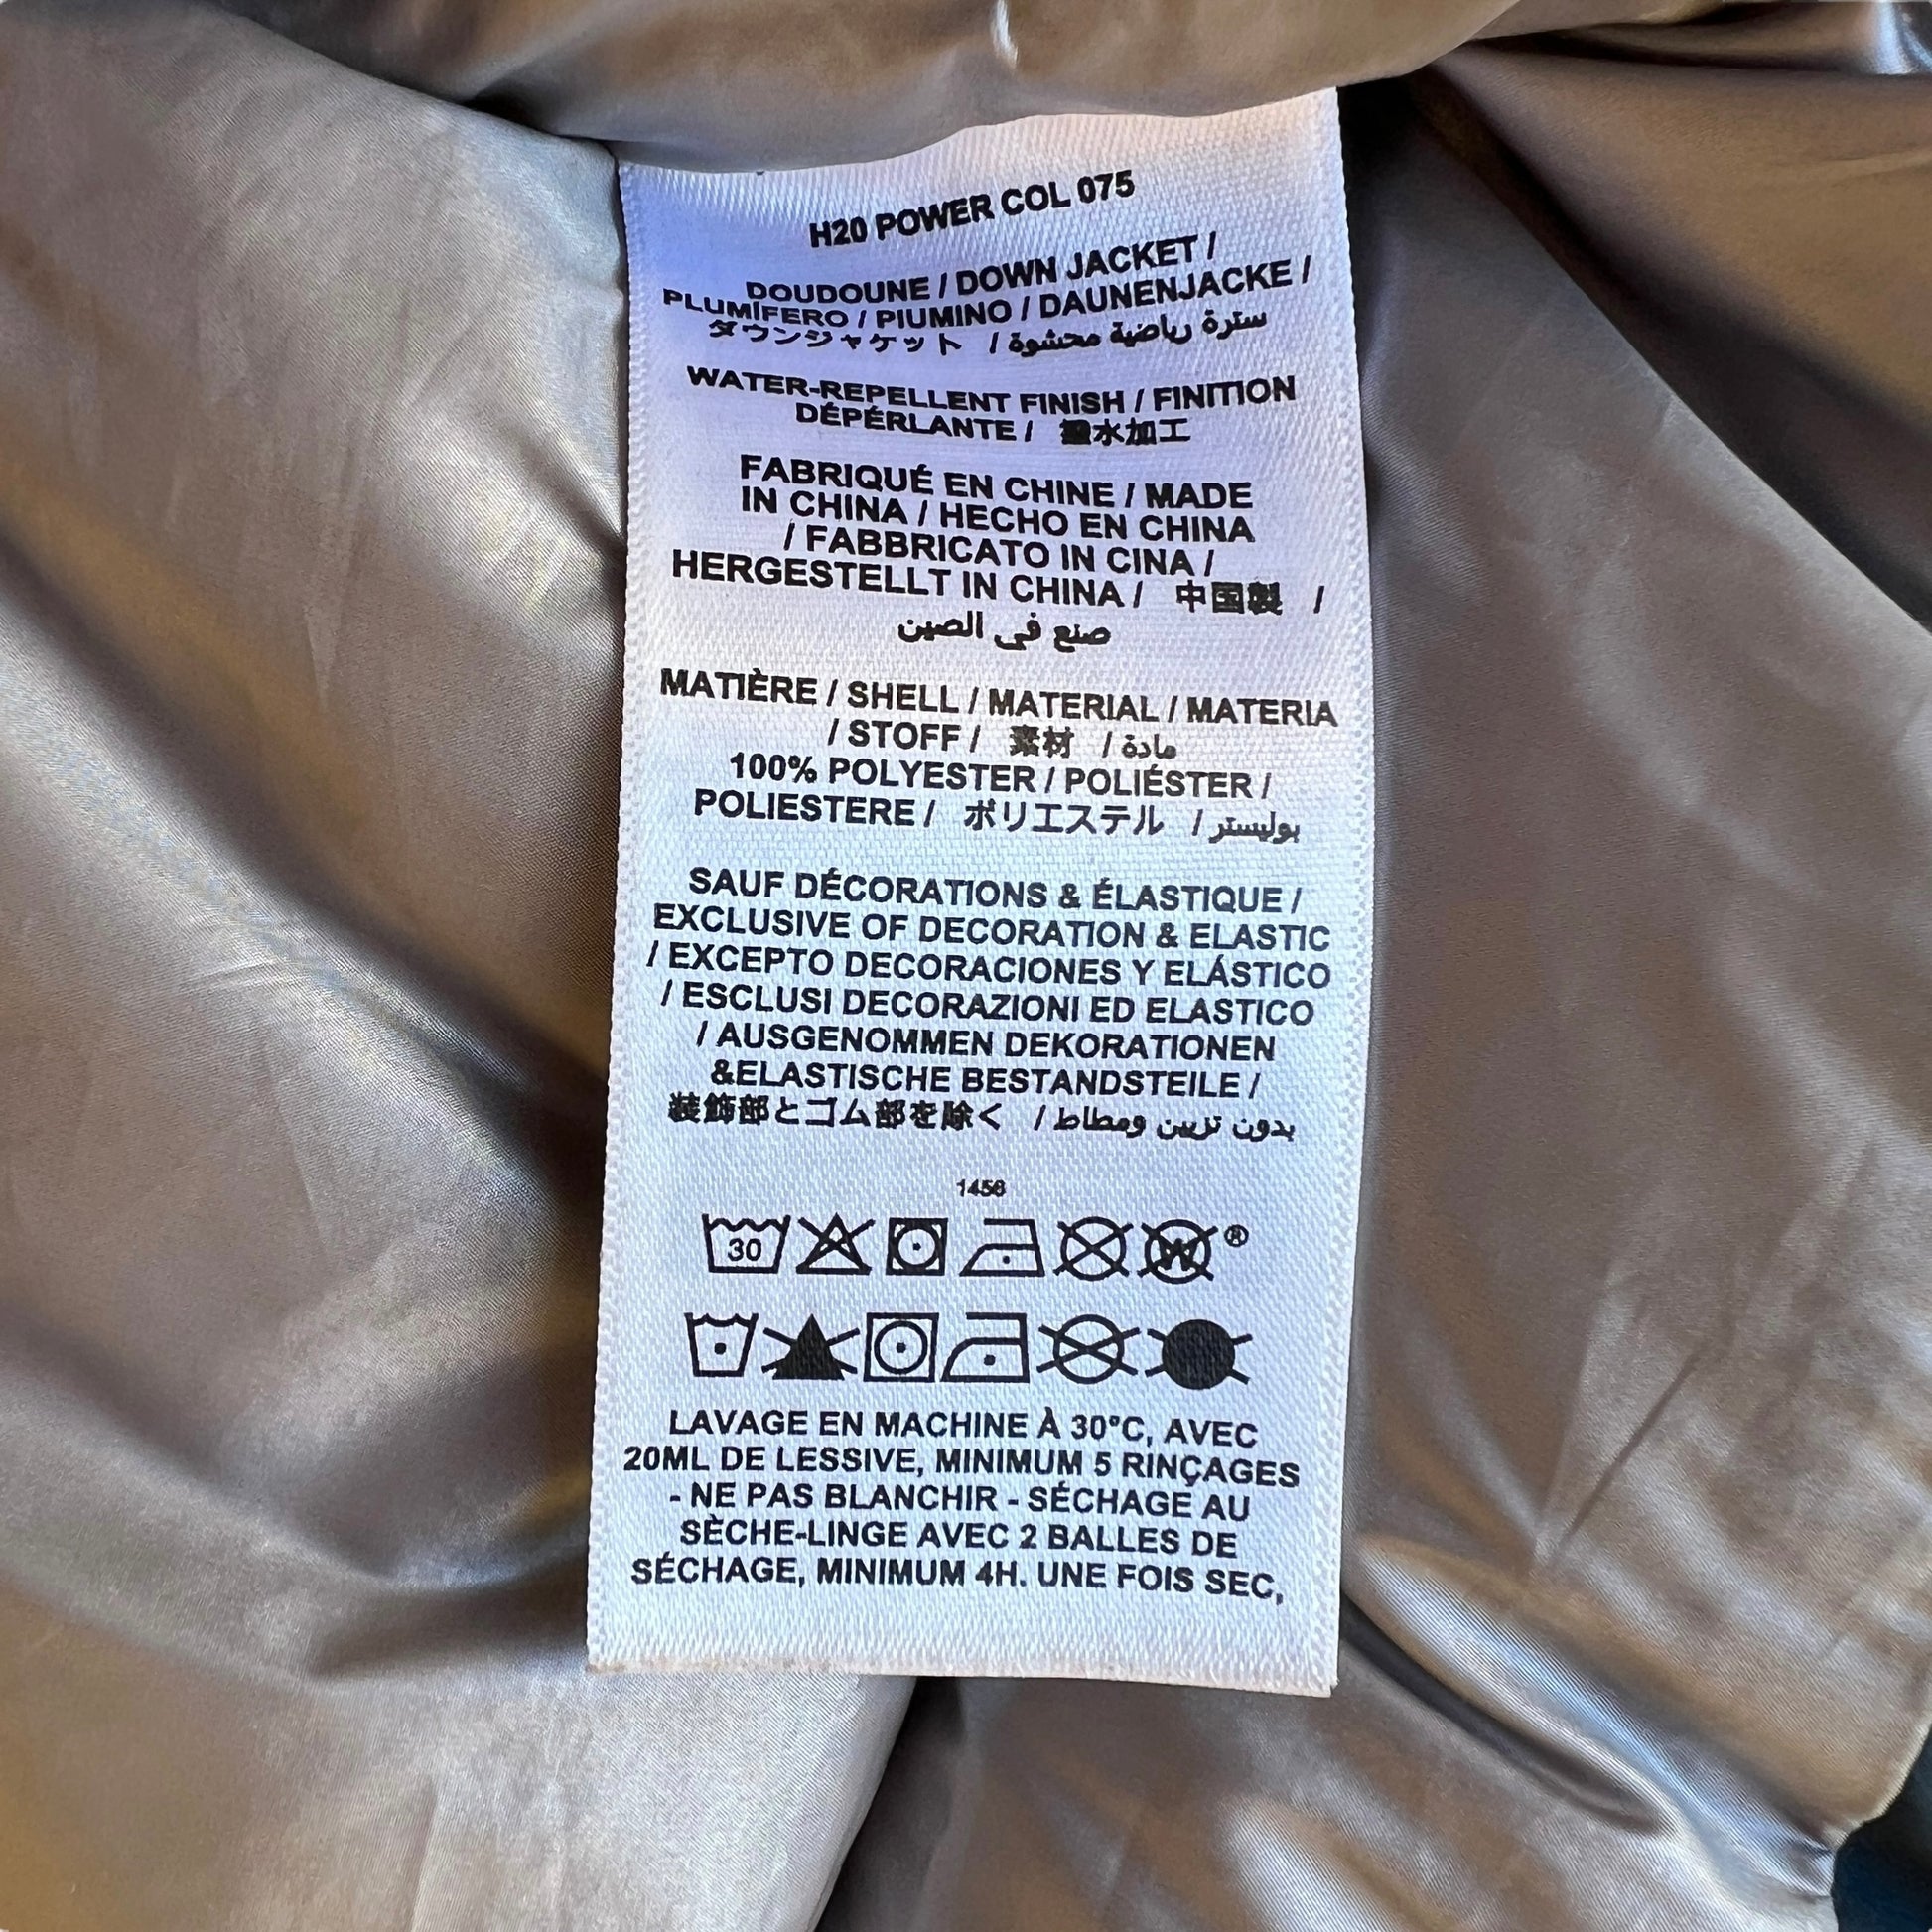 H20 POWER COL 075
DOUDOUNE / DOWN JACKET /
PLUMÍFERO / PIUMINO / DAUNENJACKE /
ダウンジャケット / سترة رياضية محشوة
WATER-REPELLENT FINISH / FINITION
DÉPERLANTE / 撥水加工
FABRIQUÉ EN CHINE / MADE
IN CHINA / HECHO EN CHINA
/ FABBRICATO IN CINA /
HERGESTELLT IN CHINA / 中国製 /
صنع في الصين
MATIÈRE / SHELL / MATERIAL / MATERIA
/ STOFF / 素材 / مادة
100% POLYESTER / POLIÉSTER /
POLIESTERE / ポリエステル / بوليستر
SAUF DÉCORATIONS & ÉLASTIQUE /
EXCLUSIVE OF DECORATION & ELASTIC
/ EXCEPTO DECORACIONES Y ELÁSTICO
/ ESCLUSI DECORAZIONI ED ELASTICO
/ AUSGENOMMEN DEKORATIONEN
&ELASTISCHE BESTANDSTEILE /
装飾部とゴム部を除く / بدون تزيين ومطاط
1456
30 W ®
LAVAGE EN MACHINE À 30°C, AVEC
20ML DE LESSIVE, MINIMUM 5 RINÇAGES
- NE PAS BLANCHIR - SÉCHAGE AU
SÈCHE-LINGE AVEC 2 BALLES DE
SÉCHAGE, MINIMUM 4H. UNE FOIS SEC,